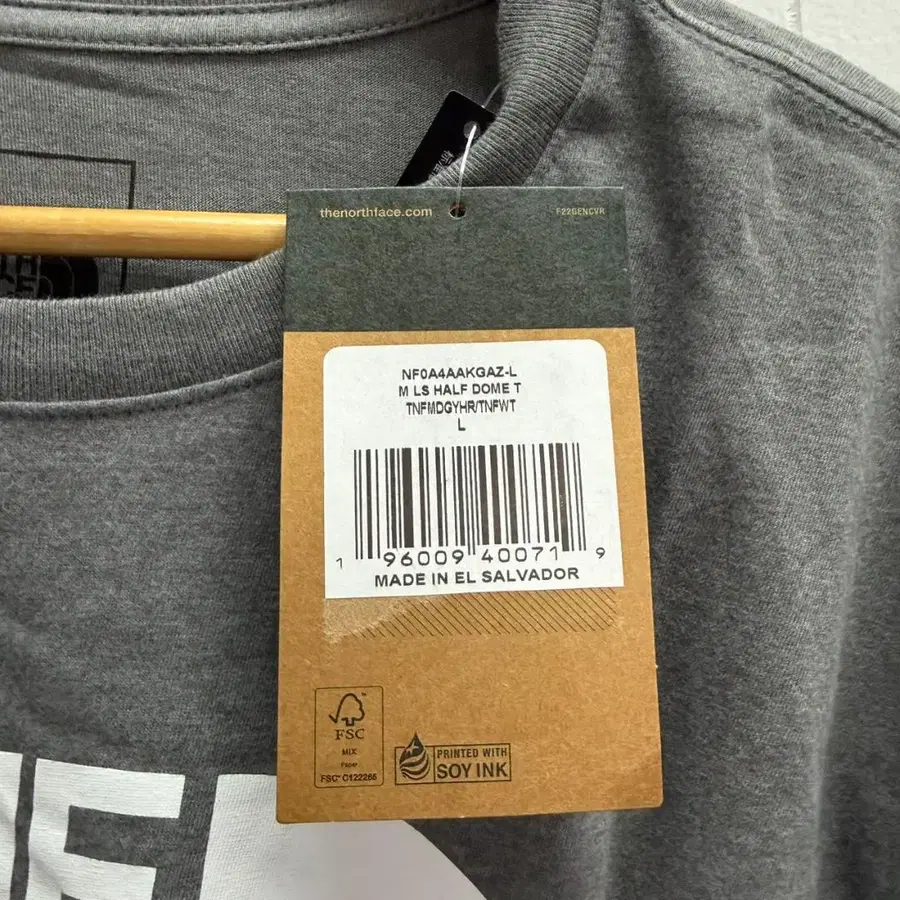 thenorthface.com
F22GENCVR
NF0A4AAKGAZ-L
M LS HALF DOME T
TNFMDGYHR/TNFWT
L
1 96009 40071 9
MADE IN EL SALVADOR
FSC
MIX
Paper
FSC® C122265
PRINTED WITH
SOY INK